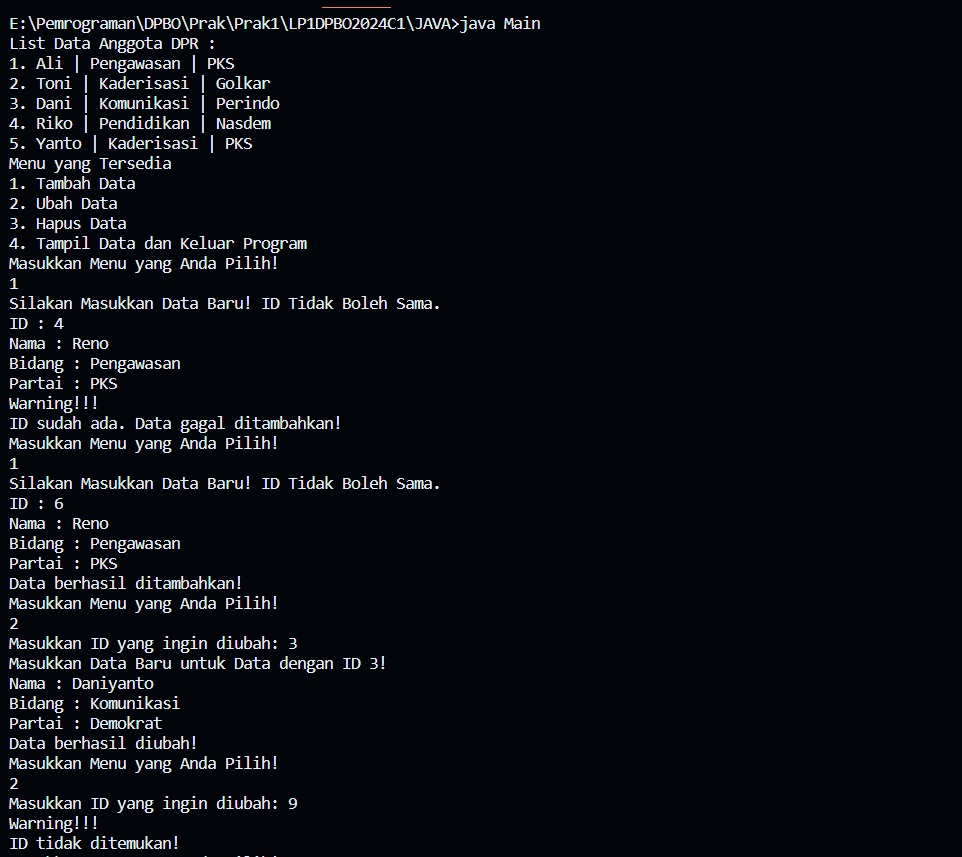 E:\Pemrograman\DPBO\Prak\Prak1\LP1DPBO2024C1\JAVA>java Main
List Data Anggota DPR :
1. Ali | Pengawasan | PKS
2. Toni | Kaderisasi | Golkar
3. Dani | Komunikasi | Perindo
4. Riko | Pendidikan | Nasdem
5. Yanto | Kaderisasi | PKS
Menu yang Tersedia
1. Tambah Data
2. Ubah Data
3. Hapus Data
4. Tampil Data dan Keluar Program
Masukkan Menu yang Anda Pilih!
1
Silakan Masukkan Data Baru! ID Tidak Boleh Sama.
ID : 4
Nama : Reno
Bidang : Pengawasan
Partai : PKS
Warning!!!
ID sudah ada. Data gagal ditambahkan!
Masukkan Menu yang Anda Pilih!
1
Silakan Masukkan Data Baru! ID Tidak Boleh Sama.
ID : 6
Nama : Reno
Bidang : Pengawasan
Partai : PKS
Data berhasil ditambahkan!
Masukkan Menu yang Anda Pilih!
2
Masukkan ID yang ingin diubah: 3
Masukkan Data Baru untuk Data dengan ID 3!
Nama : Daniyanto
Bidang : Komunikasi
Partai : Demokrat
Data berhasil diubah!
Masukkan Menu yang Anda Pilih!
2
Masukkan ID yang ingin diubah: 9
Warning!!!
ID tidak ditemukan!